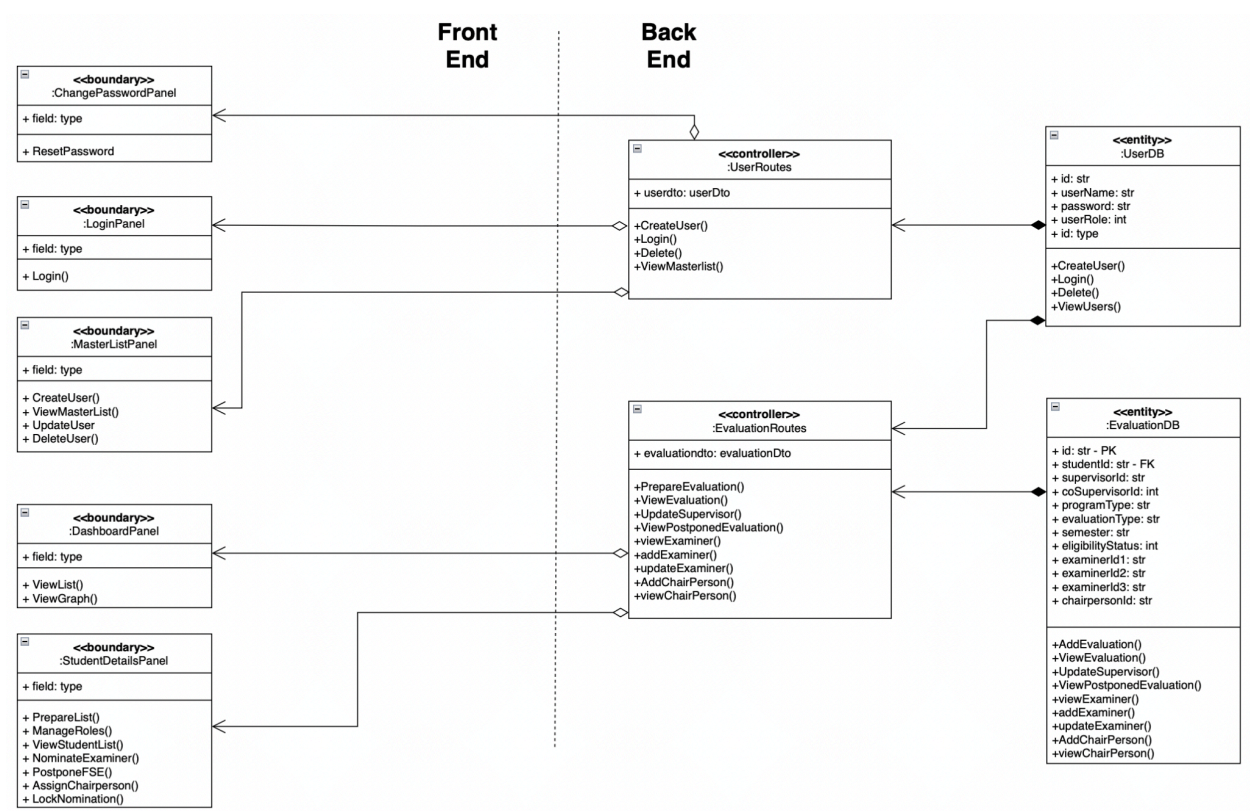 Front
End
Back
End
<<boundary>>
:ChangePasswordPanel
+ field: type
+ ResetPassword
<<boundary>>
:LoginPanel
+ field: type
+ Login()
<<boundary>>
:MasterListPanel
+ field: type
+ CreateUser()
+ ViewMasterList()
+ UpdateUser
+ DeleteUser()
<<boundary>>
:DashboardPanel
+ field: type
+ ViewList()
+ ViewGraph()
<<boundary>>
:StudentDetailsPanel
+ field: type
+ PrepareList()
+ ManageRoles()
+ ViewStudentList()
+ NominateExaminer()
+ PostponeFSE()
+ AssignChairperson()
+ LockNomination()
<<controller>>
:UserRoutes
+ userdto: userDto
+CreateUser()
+Login()
+Delete()
+ViewMasterlist()
<<controller>>
:EvaluationRoutes
+ evaluationdto: evaluationDto
+PrepareEvaluation()
+ViewEvaluation()
+UpdateSupervisor()
+ViewPostponedEvaluation()
+viewExaminer()
+addExaminer()
+updateExaminer()
+AddChairPerson()
+viewChairPerson()
<<entity>>
:UserDB
+ id: str
+ userName: str
+ password: str
+ userRole: int
+ id: type
+CreateUser()
+Login()
+Delete()
+ViewUsers()
<<entity>>
:EvaluationDB
+ id: str - PK
+ studentId: str - FK
+ supervisorId: str
+ coSupervisorId: int
+ programType: str
+ evaluationType: str
+ semester: str
+ eligibilityStatus: int
+ examinerId1: str
+ examinerId2: str
+ examinerId3: str
+ chairpersonId: str
+AddEvaluation()
+ViewEvaluation()
+UpdateSupervisor()
+ViewPostponedEvaluation()
+viewExaminer()
+addExaminer()
+updateExaminer()
+AddChairPerson()
+viewChairPerson()